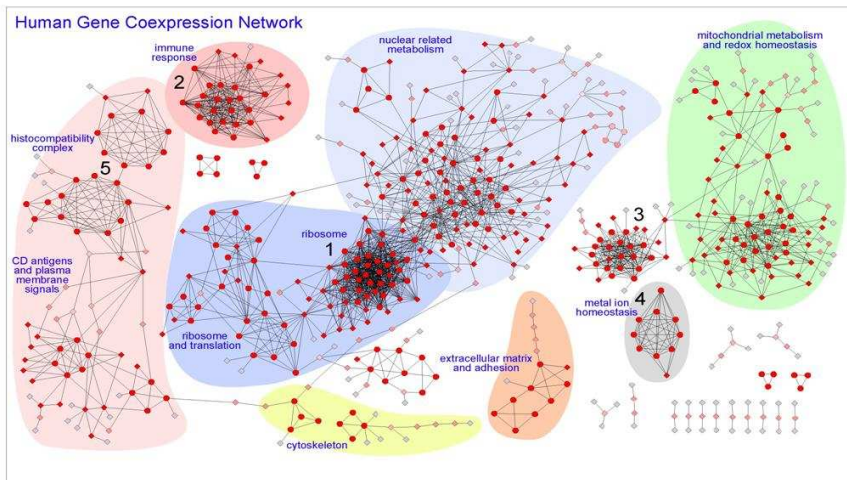 Human Gene Coexpression Network
immune
response
2
nuclear related
metabolism
mitochondrial metabolism
and redox homeostasis
histocompatibility
complex
5
CD antigens
and plasma
membrane
signals
ribosome
1
ribosome
and translation
3
metal ion
homeostasis
4
extracellular matrix
and adhesion
cytoskeleton